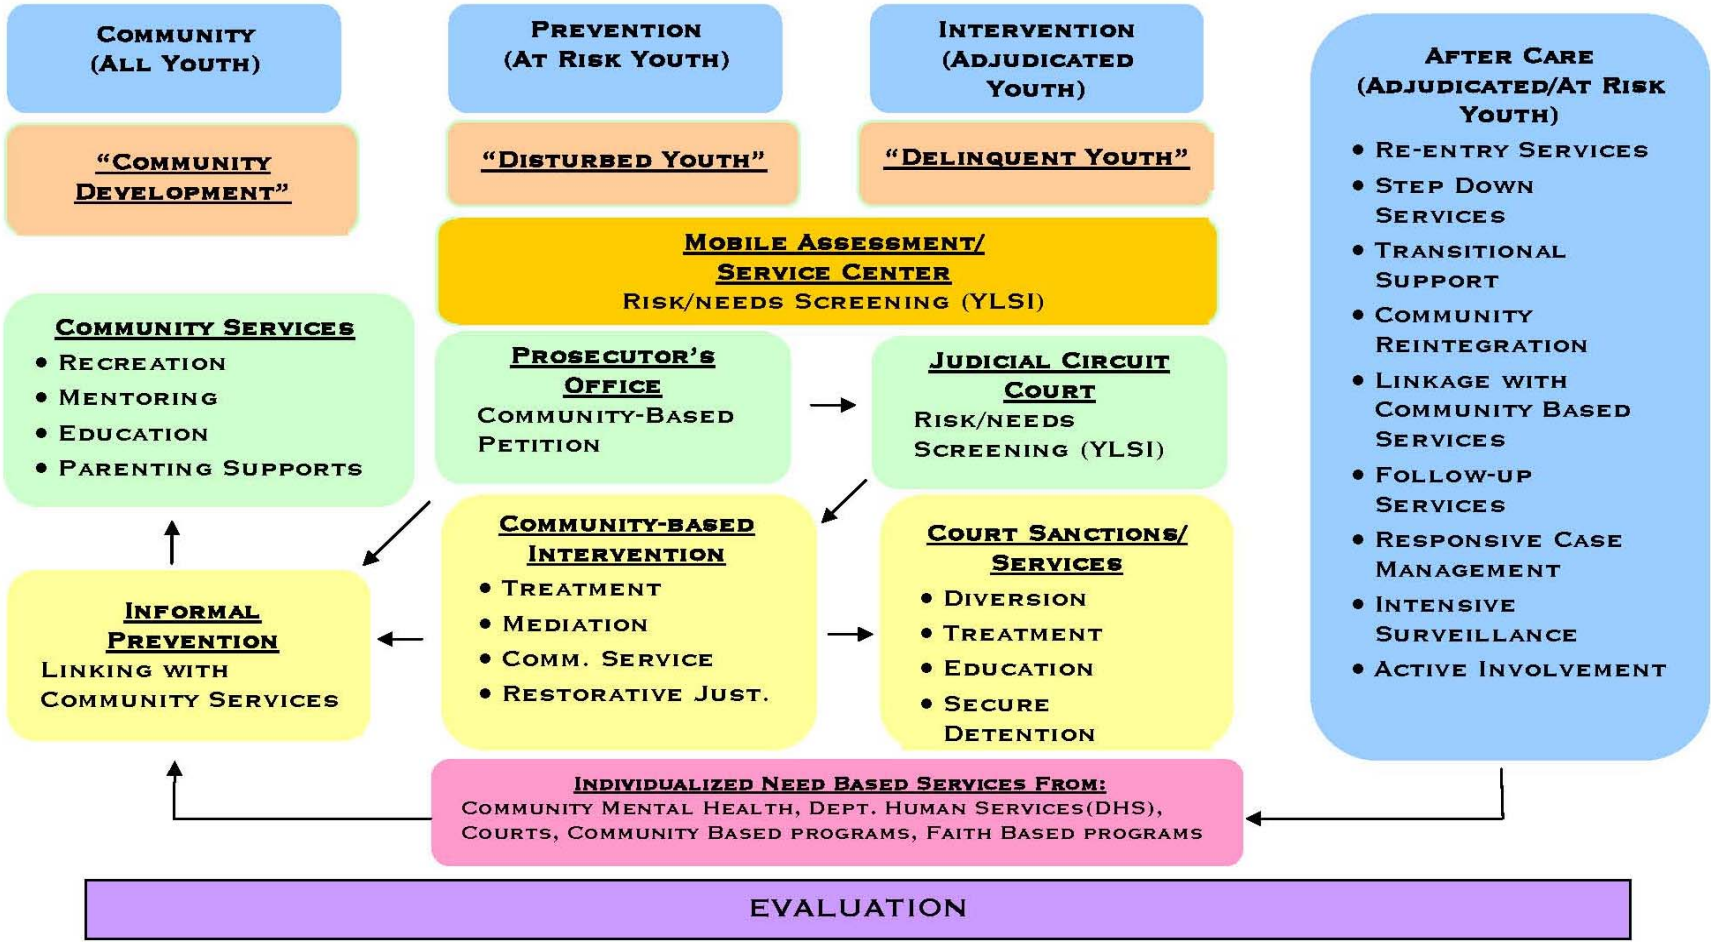 Community
(All Youth)
Prevention
(At Risk Youth)
Intervention
(Adjudicated
Youth)
After Care
(Adjudicated/At Risk
Youth)
• Re-entry Services
• Step Down
Services
• Transitional
Support
• Community
Reintegration
• Linkage with
Community Based
Services
• Follow-up
Services
• Responsive Case
Management
• Intensive
Surveillance
• Active Involvement
“Community
Development”
“Disturbed Youth”
“Delinquent Youth”
Mobile Assessment/
Service Center
Risk/needs Screening (YLSI)
Community Services
• Recreation
• Mentoring
• Education
• Parenting Supports
Prosecutor’s
Office
Community-Based
Petition
Judicial Circuit
Court
Risk/needs
Screening (YLSI)
Informal
Prevention
Linking with
Community Services
Community-based
Intervention
• Treatment
• Mediation
• Comm. Service
• Restorative Just.
Court Sanctions/
Services
• Diversion
• Treatment
• Education
• Secure
Detention
Individualized Need Based Services From:
Community Mental Health, Dept. Human Services(DHS),
Courts, Community Based programs, Faith Based programs
EVALUATION